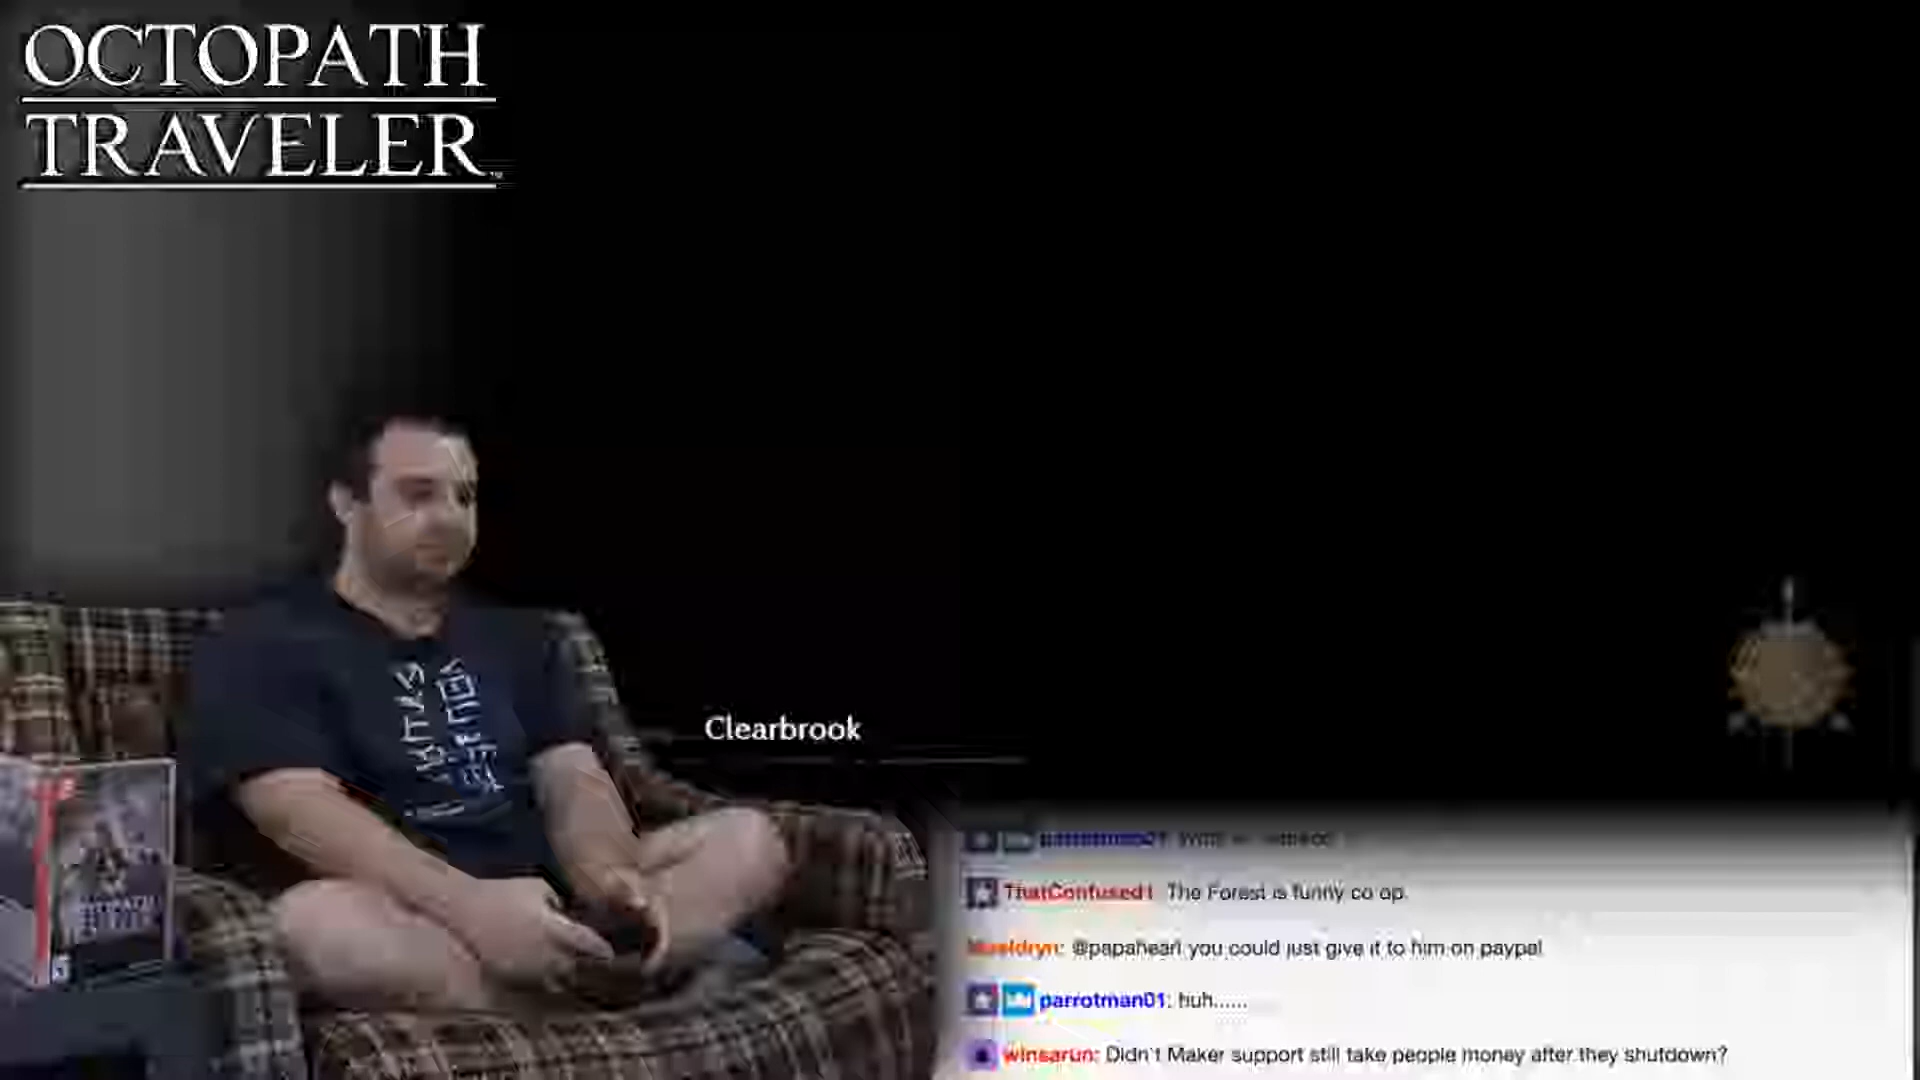 OCTOPATH
TRAVELER
Clearbrook
ThatConfused1 The Forest is funny co op.
@papahearl you could just give it to him on paypal
parrotman01: huh......
winsarun: Didn't Maker support still take people money after they shutdown?